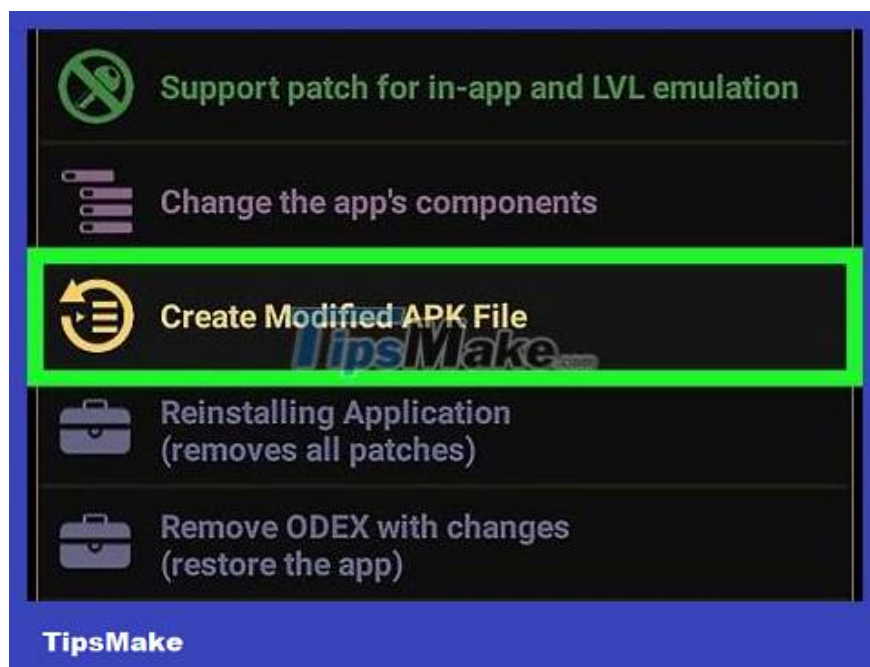 Support patch for in-app and LVL emulation
Change the app's components
Create Modified APK File
TipsMake.com
Reinstalling Application
(removes all patches)
Remove ODEX with changes
(restore the app)
TipsMake